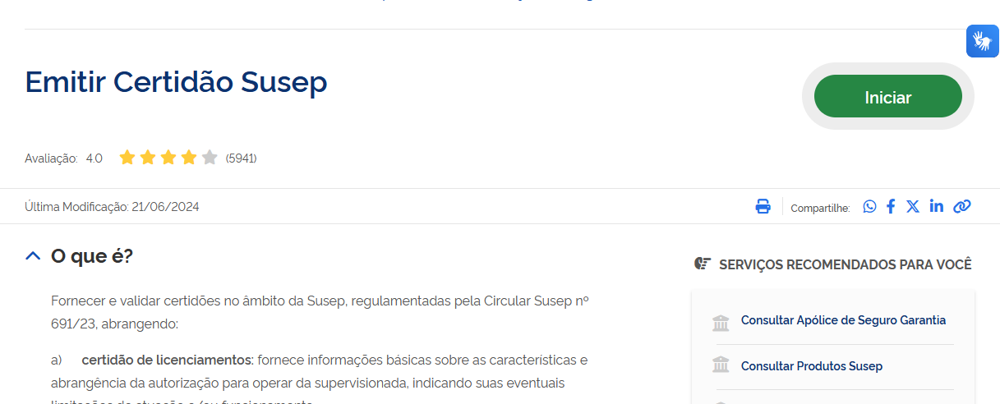 Emitir Certidão Susep
Iniciar
Avaliação: 4.0 (5941)
Última Modificação: 21/06/2024
Compartilhe:
O que é?
Fornecer e validar certidões no âmbito da Susep, regulamentadas pela Circular Susep nº
691/23, abrangendo:
a) certidão de licenciamentos: fornece informações básicas sobre as características e
abrangência da autorização para operar da supervisionada, indicando suas eventuais
SERVIÇOS RECOMENDADOS PARA VOCÊ
Consultar Apólice de Seguro Garantia
Consultar Produtos Susep